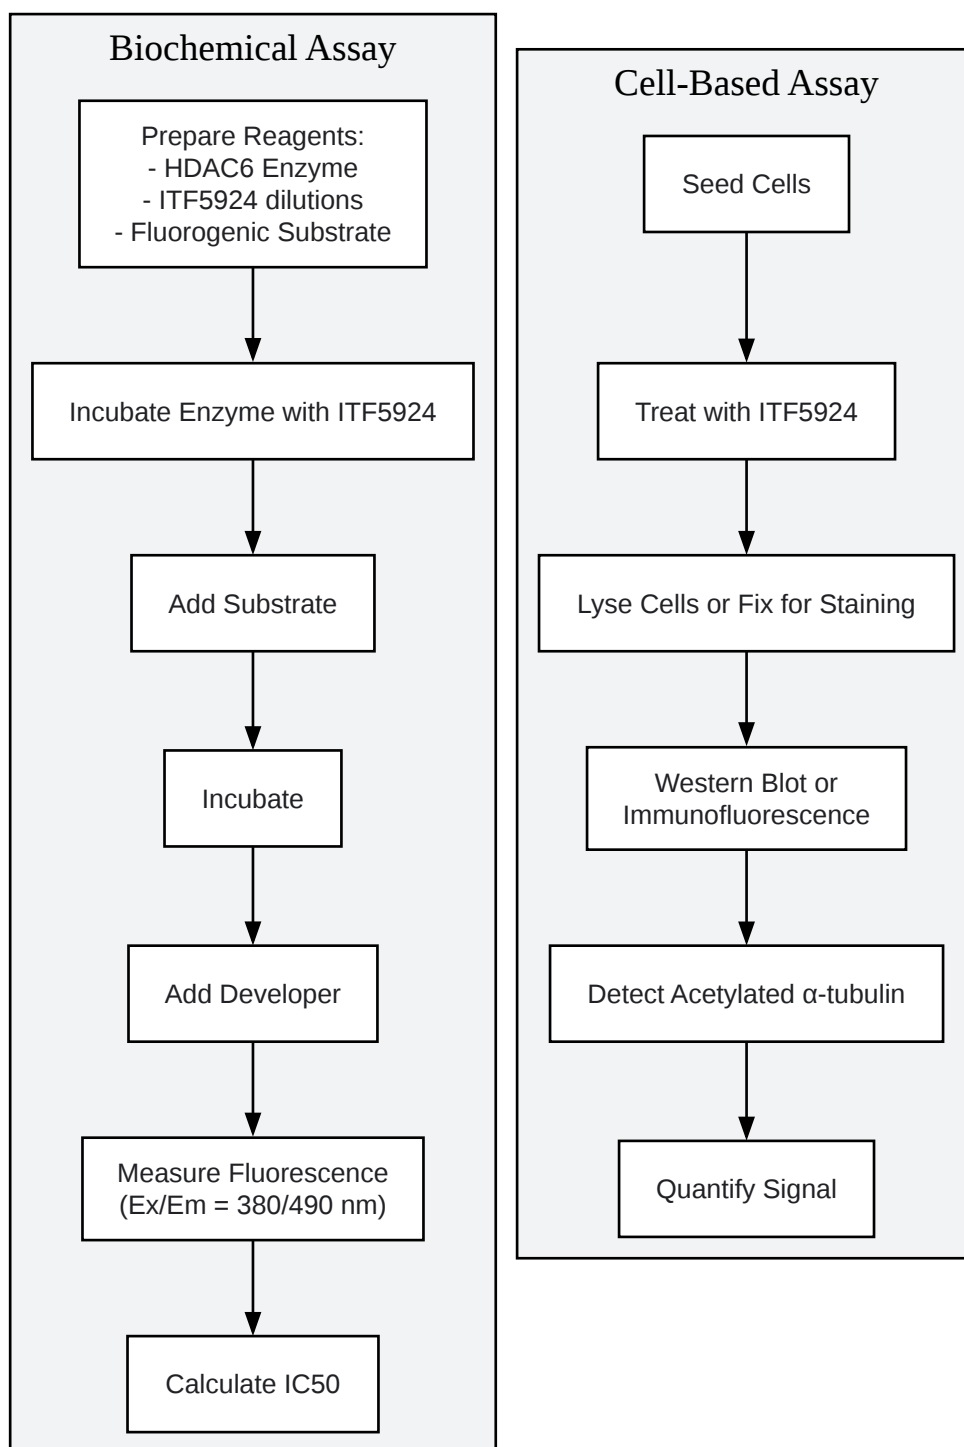 Biochemical Assay
Prepare Reagents:
- HDAC6 Enzyme
- ITF5924 dilutions
- Fluorogenic Substrate
Incubate Enzyme with ITF5924
Add Substrate
Incubate
Add Developer
Measure Fluorescence
(Ex/Em = 380/490 nm)
Calculate IC50
Cell-Based Assay
Seed Cells
Treat with ITF5924
Lyse Cells or Fix for Staining
Western Blot or
Immunofluorescence
Detect Acetylated α-tubulin
Quantify Signal